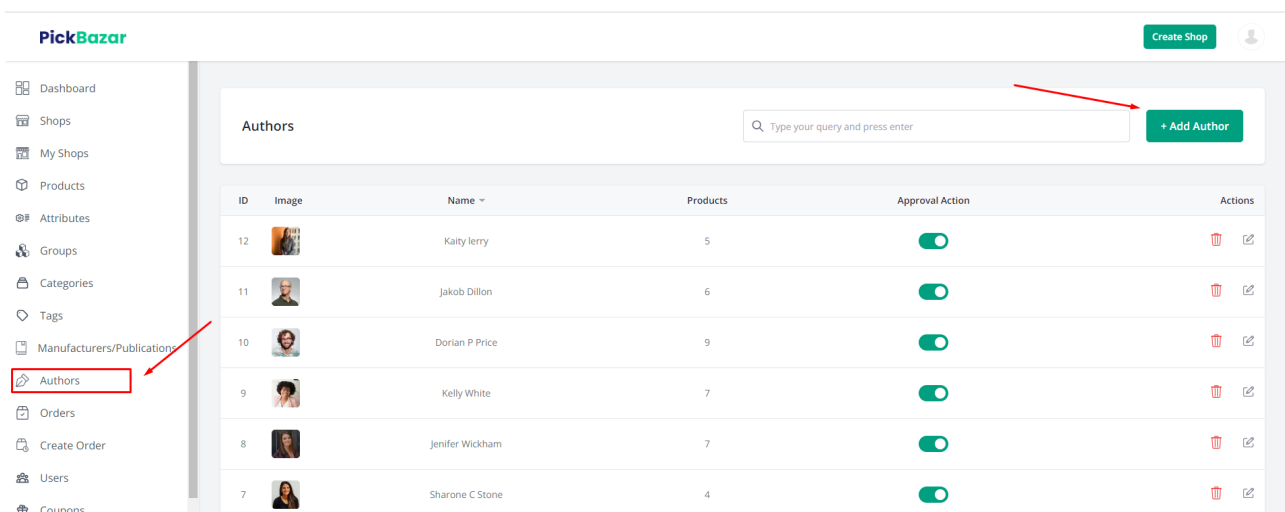 PickBazar
Create Shop
Dashboard
Shops
My Shops
Products
Attributes
Groups
Categories
Tags
Manufacturers/Publications
Authors
Orders
Create Order
Users
Coupons
Authors
Type your query and press enter
+ Add Author
ID Image Name Products Approval Action Actions
12 Kaity lerry 5
11 Jakob Dillon 6
10 Dorian P Price 9
9 Kelly White 7
8 Jenifer Wickham 7
7 Sharone C Stone 4